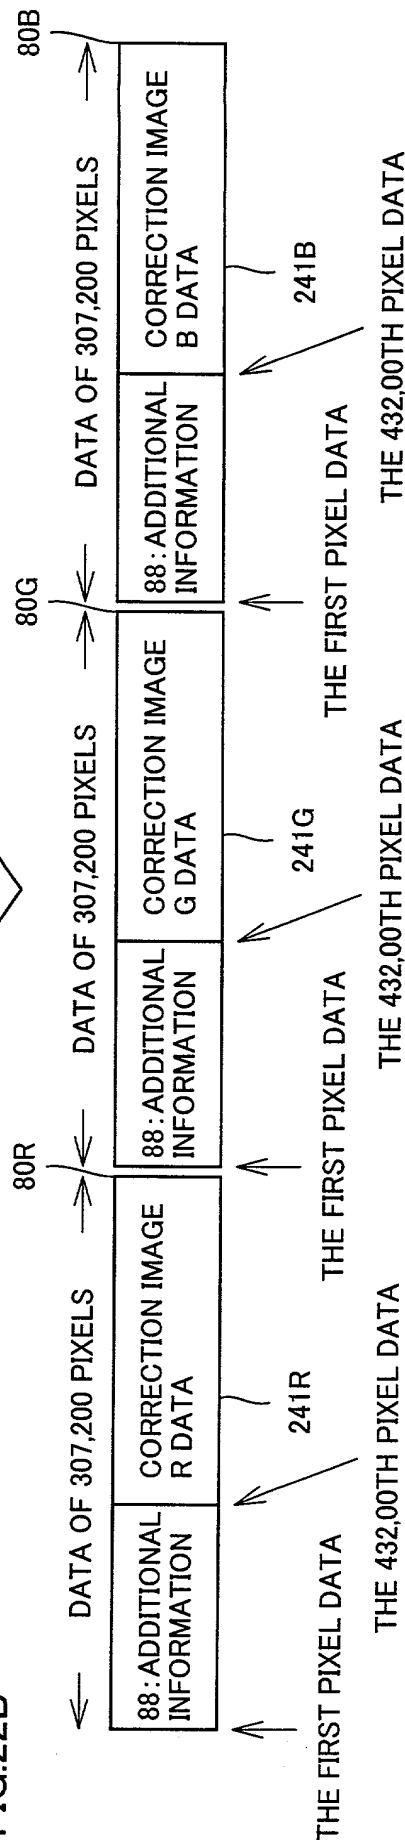 80R
80G
80B
DATA OF 307,200 PIXELS
DATA OF 307,200 PIXELS
DATA OF 307,200 PIXELS
88:ADDITIONAL
INFORMATION
CORRECTION IMAGE
R DATA
88:ADDITIONAL
INFORMATION
CORRECTION IMAGE
G DATA
88:ADDITIONAL
INFORMATION
CORRECTION IMAGE
B DATA
241R
241G
241B
THE FIRST PIXEL DATA
THE FIRST PIXEL DATA
THE FIRST PIXEL DATA
THE 432,00TH PIXEL DATA
THE 432,00TH PIXEL DATA
THE 432,00TH PIXEL DATA